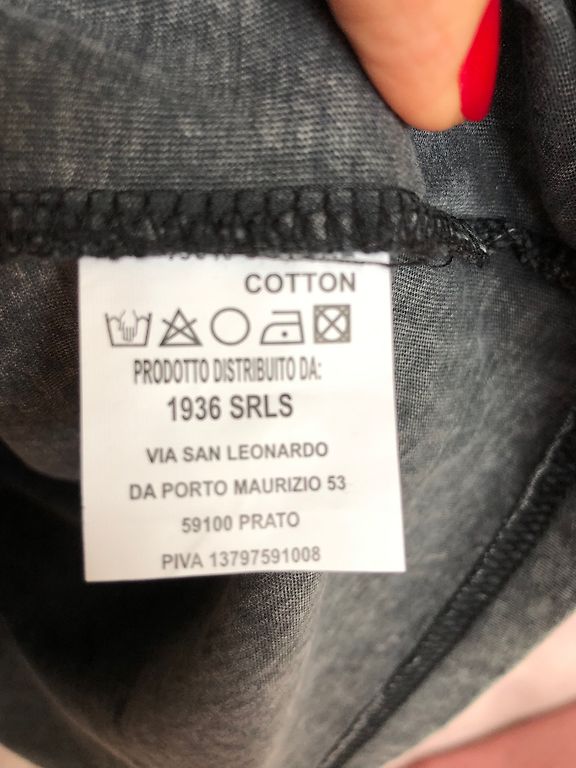 COTTON
PRODOTTO DISTRIBUITO DA:
1936 SRLS
VIA SAN LEONARDO
DA PORTO MAURIZIO 53
59100 PRATO
PIVA 13797591008